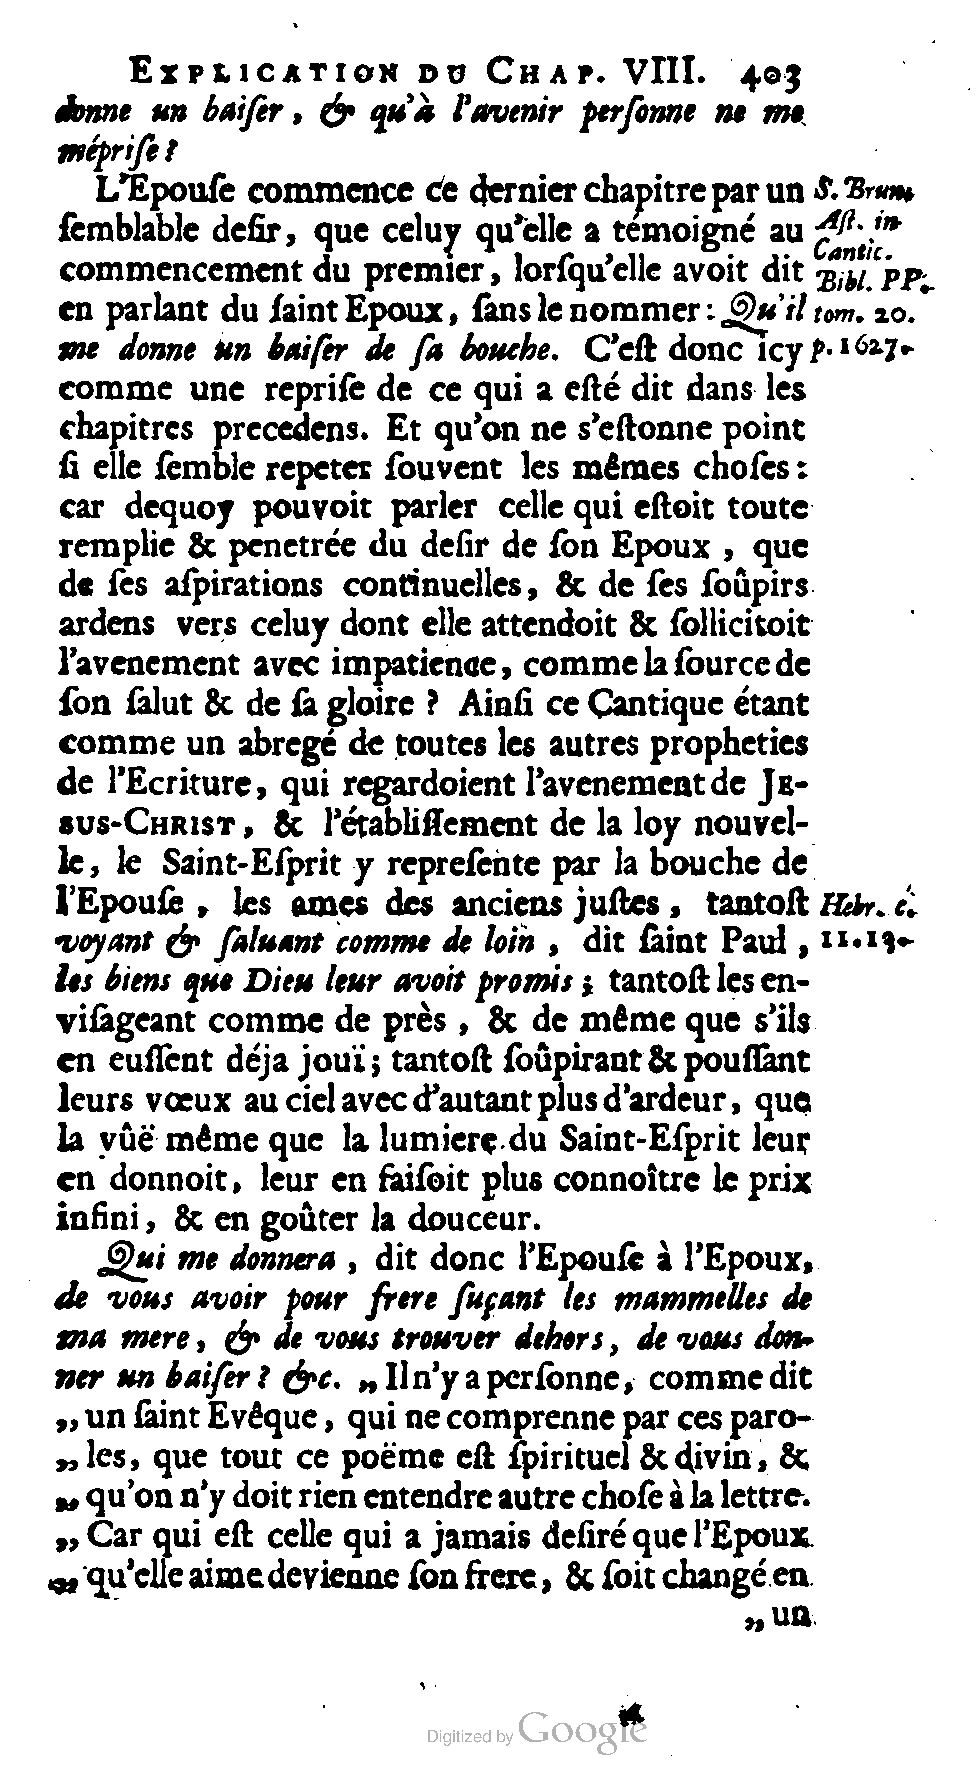 EXPLICATION DU CHAP. VIII. 403
donne un baiſer, & qu'à l'avenir perſonne ne me
mépriſe?
L'Epouſe commence ce dernier chapitre par un
ſemblable deſir, que celuy qu'elle a témoigné au
commencement du premier, lorſqu'elle avoit dit
en parlant du ſaint Epoux, ſans le nommer: Qu'il
me donne un baiſer de ſa bouche. C'eſt donc icy
comme une repriſe de ce qui a eſté dit dans les
chapitres precedens. Et qu'on ne s'eſtonne point
ſi elle ſemble repeter ſouvent les mêmes choſes:
car dequoy pouvoit parler celle qui eſtoit toute
remplie & penetrée du deſir de ſon Epoux, que
de ſes aſpirations continuelles, & de ſes ſoûpirs
ardens vers celuy dont elle attendoit & ſollicitoit
l'avenement avec impatience, comme la ſource de
ſon ſalut & de ſa gloire? Ainſi ce Cantique étant
comme un abregé de toutes les autres propheties
de l'Ecriture, qui regardoient l'avenement de JE-
SUS-CHRIST, & l'établiſſement de la loy nouvel-
le, le Saint-Eſprit y repreſente par la bouche de
l'Epouſe, les ames des anciens juſtes, tantoſt
voyant & ſaluant comme de loin, dit ſaint Paul,
les biens que Dieu leur avoit promis; tantoſt les en-
viſageant comme de près, & de même que s'ils
en euſſent déja jouï; tantoſt ſoûpirant & pouſſant
leurs vœux au ciel avec d'autant plus d'ardeur, que
la vûë même que la lumiere du Saint-Eſprit leur
en donnoit, leur en faiſoit plus connoître le prix
infini, & en goûter la douceur.
Qui me donnera, dit donc l'Epouſe à l'Epoux,
de vous avoir pour frere ſuçant les mammelles de
ma mere, & de vous trouver dehors, de vous don-
ner un baiſer? &c. „Il n'y a perſonne, comme dit
„un ſaint Evêque, qui ne comprenne par ces paro-
„les, que tout ce poëme eſt ſpirituel & divin, &
„qu'on n'y doit rien entendre autre choſe à la lettre.
„Car qui eſt celle qui a jamais deſiré que l'Epoux
„qu'elle aime devienne ſon frere, & ſoit changé en
„un
S. Bruno
Aſt. in
Cantic.
Bibl. PP.
tom. 20.
p. 1627.
Hebr. c.
11. 13.
Digitized by Google